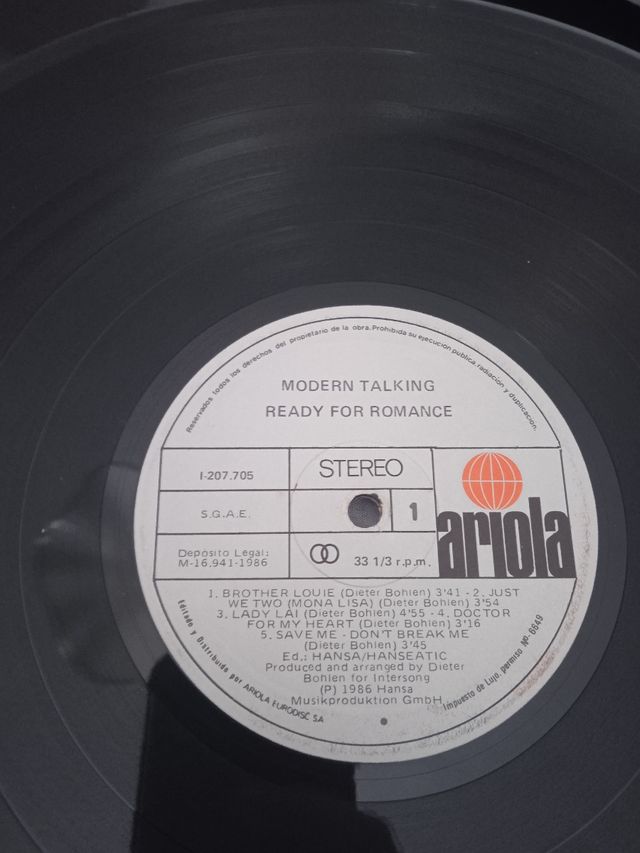 Reservados todos los derechos del propietario de la obra. Prohibida su ejecución pública radiación y duplicación.
MODERN TALKING
READY FOR ROMANCE
I-207.705
STEREO
S.G.A.E.
1
ariola
Depósito Legal:
M-16.941-1986
33 1/3 r.p.m.
1. BROTHER LOUIE (Dieter Bohlen) 3'41 - 2. JUST
WE TWO (MONA LISA) (Dieter Bohlen) 3'54
3. LADY LAI (Dieter Bohlen) 4'55 - 4. DOCTOR
FOR MY HEART (Dieter Bohlen) 3'16
5. SAVE ME - DON'T BREAK ME
(Dieter Bohlen) 3'45
Ed.: HANSA/HANSEATIC
Produced and arranged by Dieter
Bohlen for Intersong
(P) 1986 Hansa
Musikproduktion GmbH
Editado y Distribuido por ARIOLA EURODISC S.A
Impuesto de Lujo, permiso Nº 6649